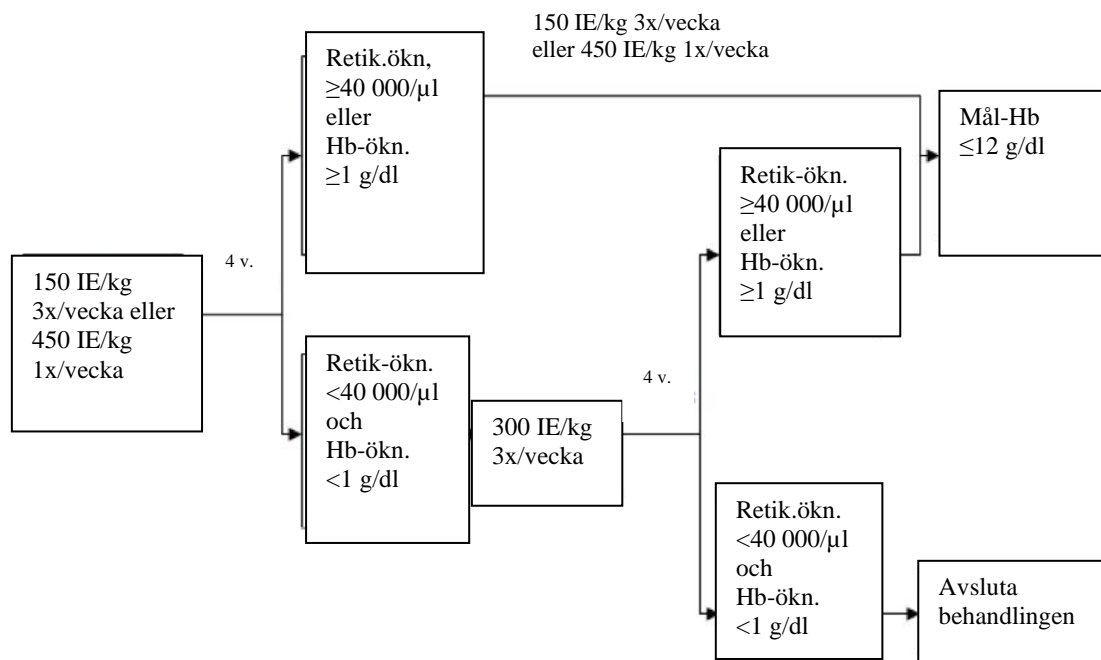 150 IE/kg
3x/vecka eller
450 IE/kg
1x/vecka
4 v.
Retik.ökn,
≥40 000/µl
eller
Hb-ökn.
≥1 g/dl
150 IE/kg 3x/vecka
eller 450 IE/kg 1x/vecka
Retik-ökn.
<40 000/µl
och
Hb-ökn.
<1 g/dl
300 IE/kg
3x/vecka
4 v.
Retik-ökn.
≥40 000/µl
eller
Hb-ökn.
≥1 g/dl
Mål-Hb
≤12 g/dl
Retik.ökn.
<40 000/µl
och
Hb-ökn.
<1 g/dl
Avsluta
behandlingen